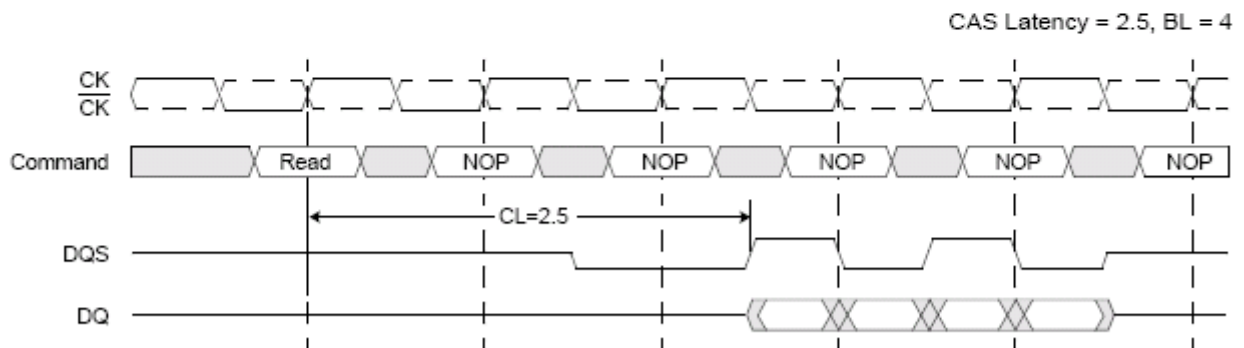 CAS Latency = 2.5, BL = 4
CK
CK
Command Read NOP NOP NOP NOP NOP
CL=2.5
DQS
DQ